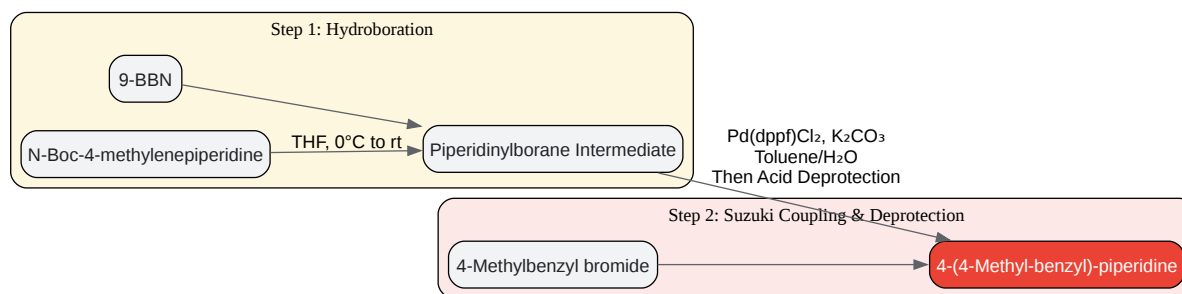 Step 1: Hydroboration
9-BBN
N-Boc-4-methylenepiperidine
THF, 0°C to rt
Piperidinylborane Intermediate
Pd(dppf)Cl₂, K₂CO₃
Toluene/H₂O
Then Acid Deprotection
Step 2: Suzuki Coupling & Deprotection
4-Methylbenzyl bromide
4-(4-Methyl-benzyl)-piperidine